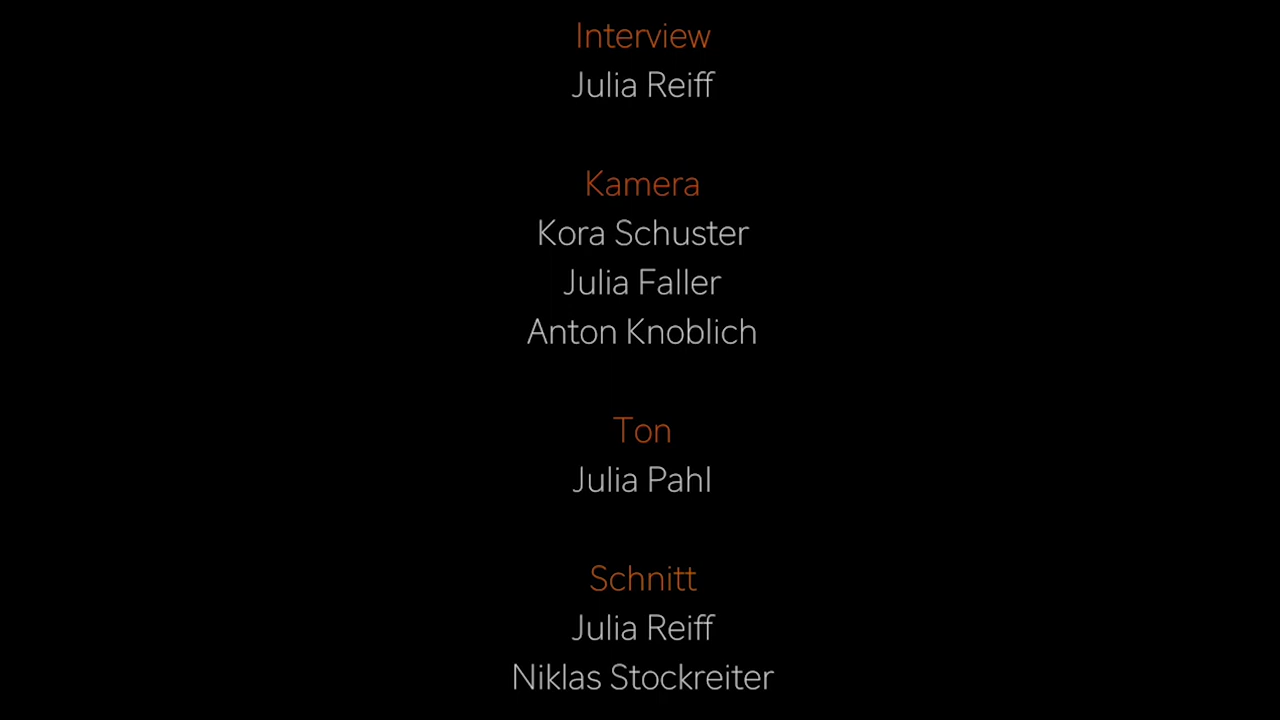 Interview
Julia Reiff
Kamera
Kora Schuster
Julia Faller
Anton Knoblich
Ton
Julia Pahl
Schnitt
Julia Reiff
Niklas Stockreiter